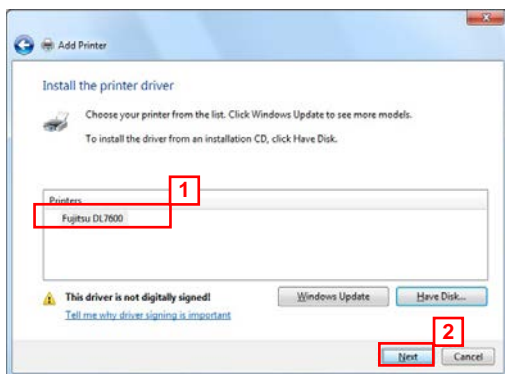 Add Printer
Install the printer driver
Choose your printer from the list. Click Windows Update to see more models.
To install the driver from an installation CD, click Have Disk.
1
Printers
Fujitsu DL7600
This driver is not digitally signed!
Tell me why driver signing is important
Windows Update
Have Disk...
2
Next
Cancel